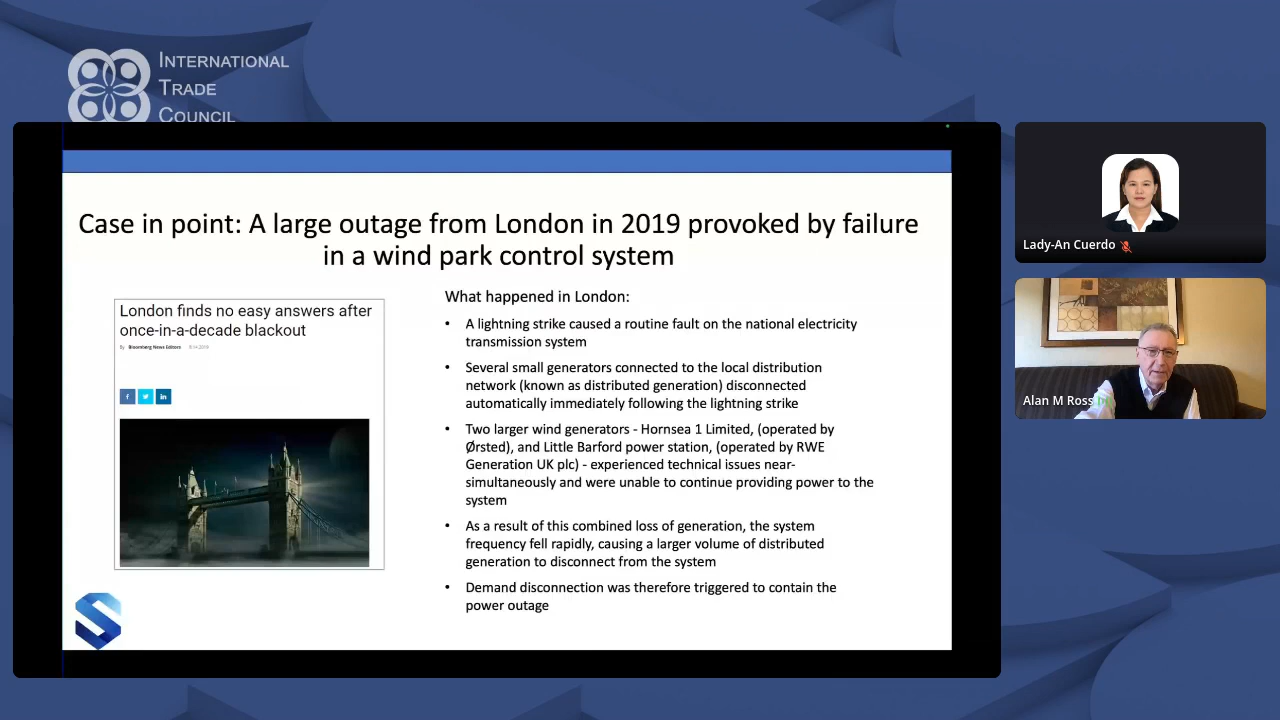 INTERNATIONAL
TRADE
COUNCIL
Case in point: A large outage from London in 2019 provoked by failure
in a wind park control system
London finds no easy answers after
once-in-a-decade blackout
By Bloomberg News Editors 8.14.2019
What happened in London:
• A lightning strike caused a routine fault on the national electricity
transmission system
• Several small generators connected to the local distribution
network (known as distributed generation) disconnected
automatically immediately following the lightning strike
• Two larger wind generators - Hornsea 1 Limited, (operated by
Ørsted), and Little Barford power station, (operated by RWE
Generation UK plc) - experienced technical issues near-
simultaneously and were unable to continue providing power to the
system
• As a result of this combined loss of generation, the system
frequency fell rapidly, causing a larger volume of distributed
generation to disconnect from the system
• Demand disconnection was therefore triggered to contain the
power outage
Lady-An Cuerdo
Alan M Ross